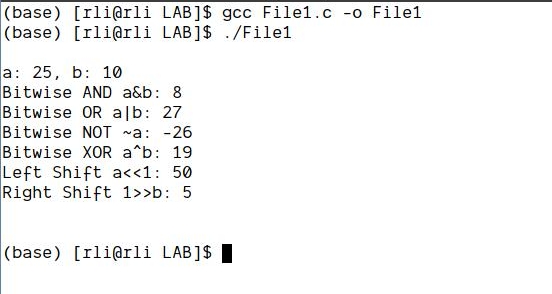 (base) [rli@rli LAB]$ gcc File1.c -o File1
(base) [rli@rli LAB]$ ./File1
a: 25, b: 10
Bitwise AND a&b: 8
Bitwise OR a|b: 27
Bitwise NOT ~a: -26
Bitwise XOR a^b: 19
Left Shift a<<1: 50
Right Shift 1>>b: 5
(base) [rli@rli LAB]$